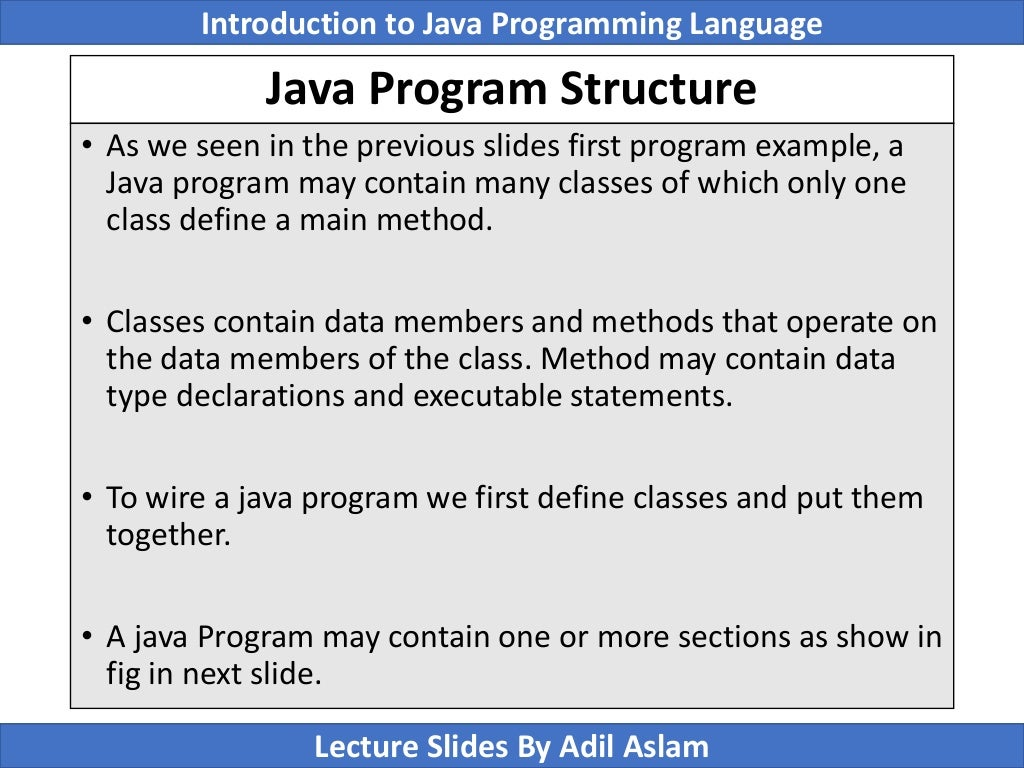 Introduction to Java Programming Language
Java Program Structure
• As we seen in the previous slides first program example, a
Java program may contain many classes of which only one
class define a main method.
• Classes contain data members and methods that operate on
the data members of the class. Method may contain data
type declarations and executable statements.
• To wire a java program we first define classes and put them
together.
• A java Program may contain one or more sections as show in
fig in next slide.
Lecture Slides By Adil Aslam